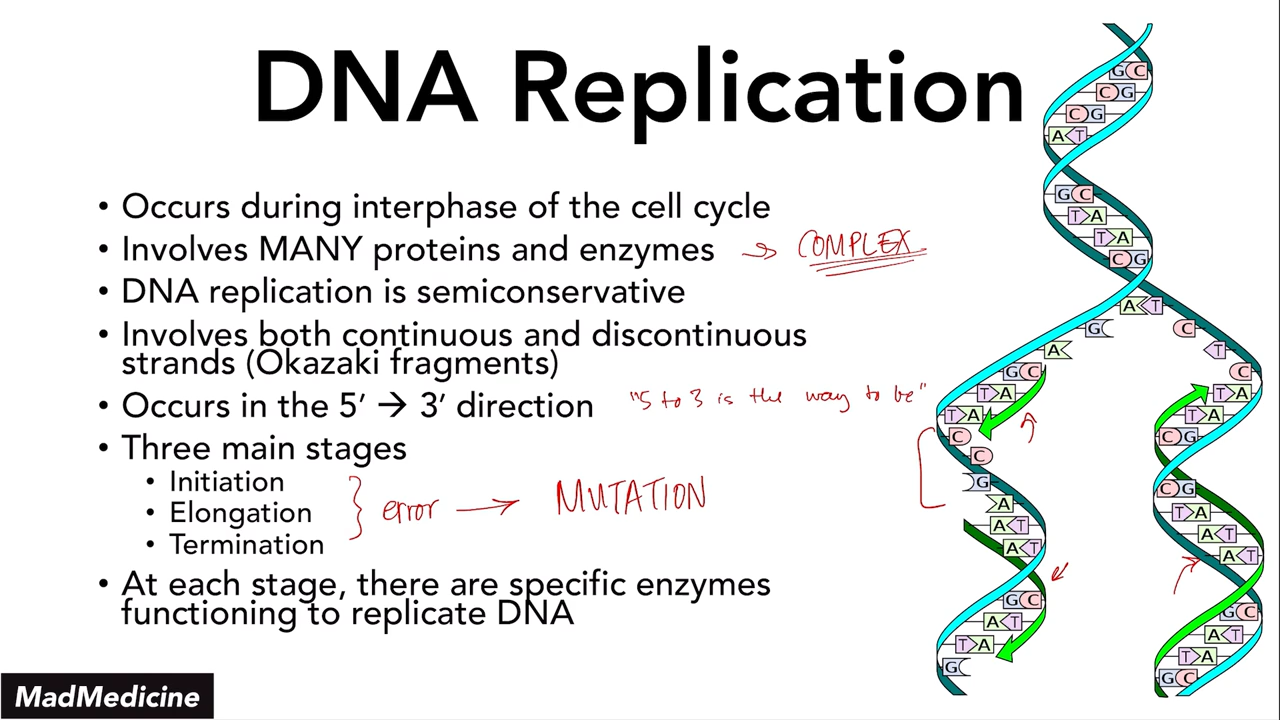 DNA Replication
• Occurs during interphase of the cell cycle
• Involves MANY proteins and enzymes → COMPLEX
• DNA replication is semiconservative
• Involves both continuous and discontinuous
strands (Okazaki fragments)
• Occurs in the 5’ → 3’ direction "5 to 3 is the way to be"
• Three main stages
• Initiation
• Elongation } error → MUTATION
• Termination
• At each stage, there are specific enzymes
functioning to replicate DNA
MadMedicine
G C
C G
C G
A T
G C
T A
T A
C G
A T
G C
A T
G C C
T A T A
T A T A
C C G
C
G C G
A T A
A T A T
A T A T
G C G C
A T A T
T A T A
G G C